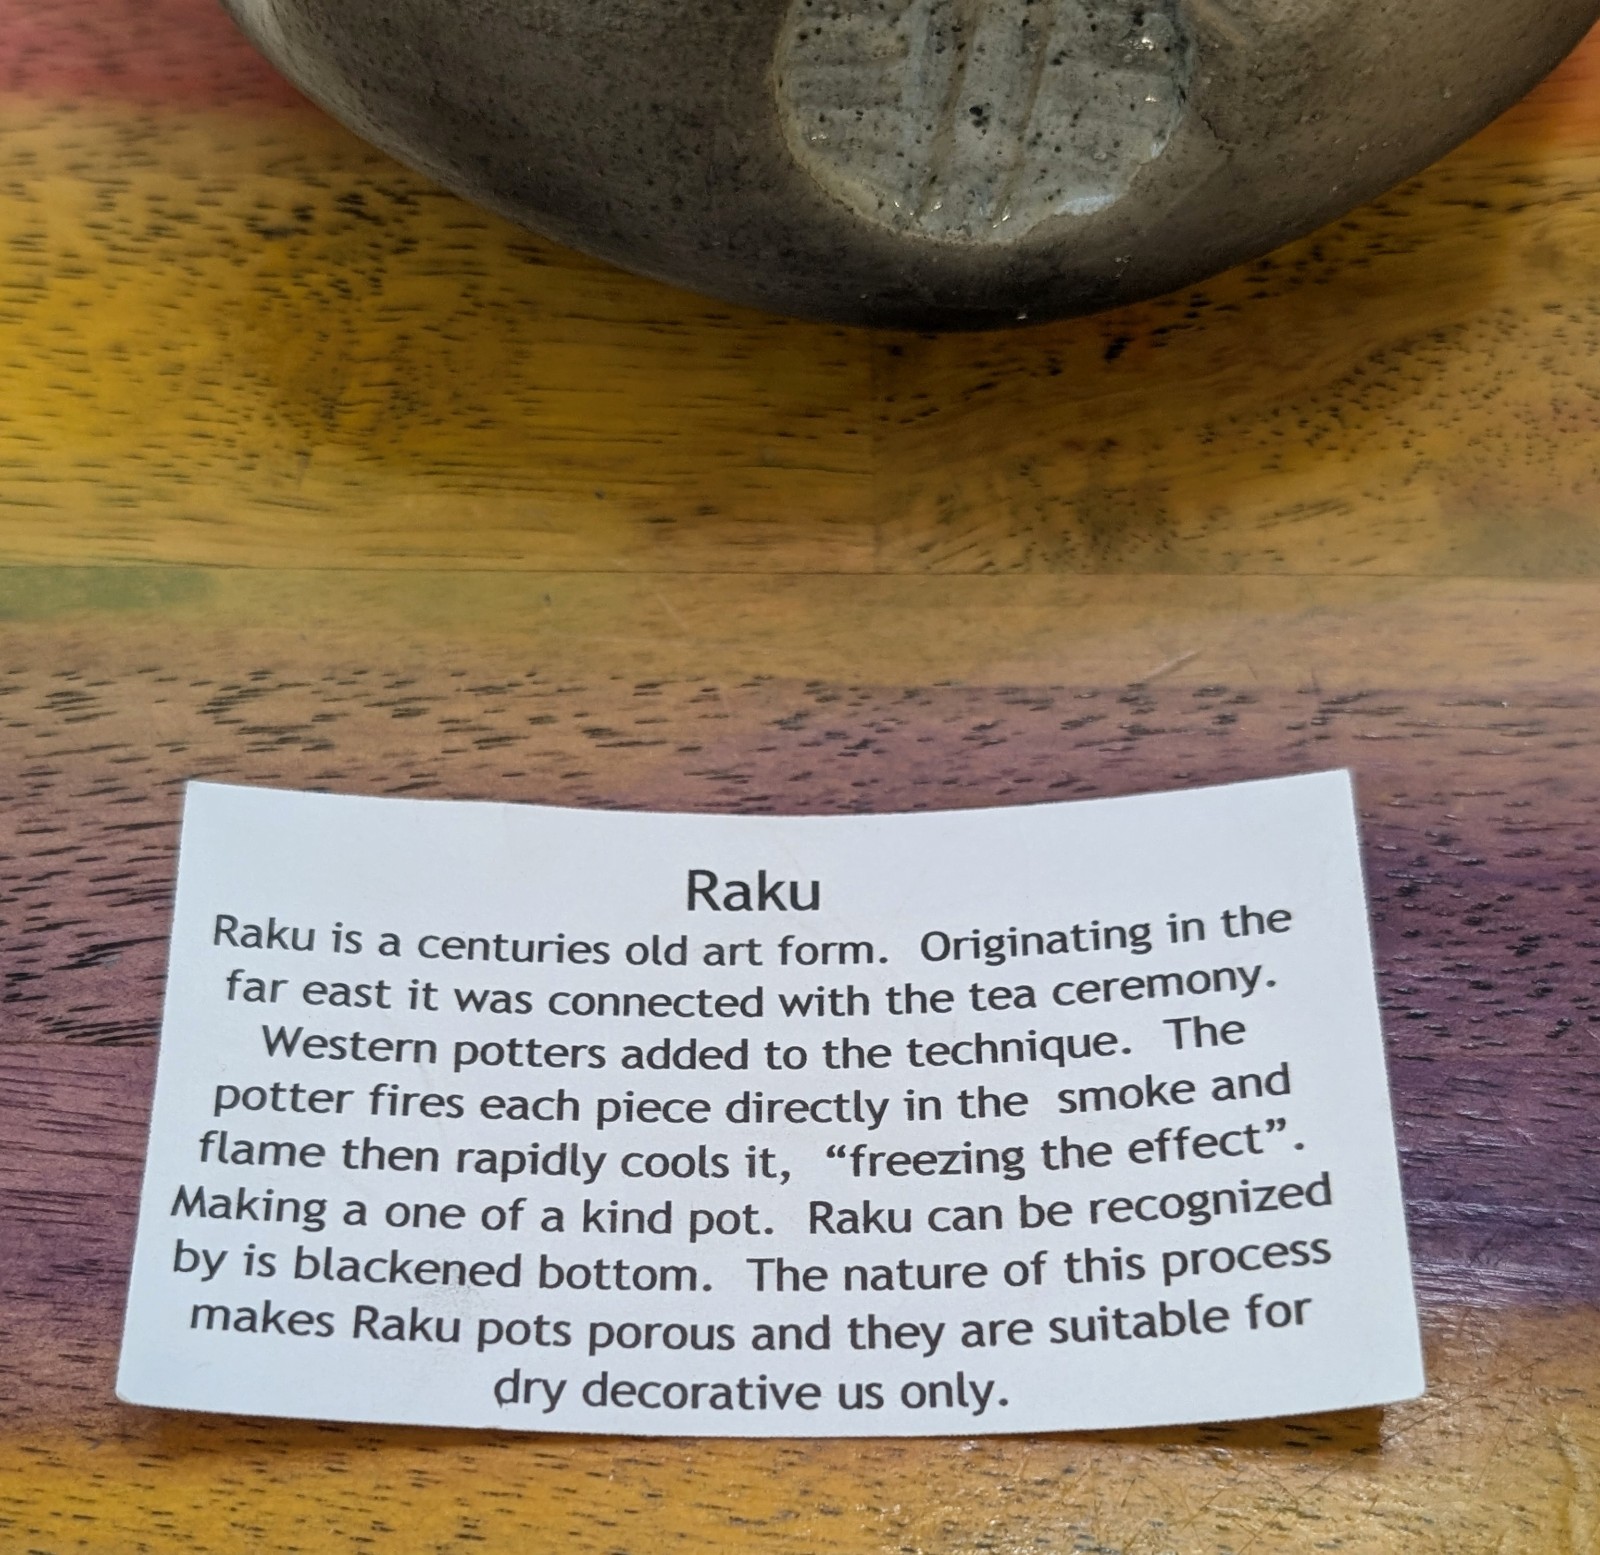 Raku
Raku is a centuries old art form. Originating in the
far east it was connected with the tea ceremony.
Western potters added to the technique. The
potter fires each piece directly in the smoke and
flame then rapidly cools it, “freezing the effect”.
Making a one of a kind pot. Raku can be recognized
by is blackened bottom. The nature of this process
makes Raku pots porous and they are suitable for
dry decorative us only.